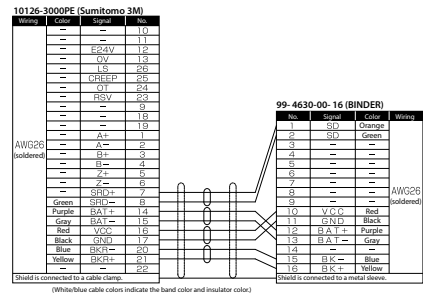 10126-3000PE (Sumitomo 3M)
Wiring Color Signal No.
— — 10
— — 11
— E24V 12
— 0V 13
— LS 26
— CREEP 25
— OT 24
— RSV 23
— — 9
— — 18
— — 19
— A+ 1
AWG26 — A− 2
(soldered) — B+ 3
— B− 4
— Z+ 5
— Z− 6
— SRD+ 7
Green SRD− 8
Purple BAT+ 14
Gray BAT− 15
Red VCC 16
Black GND 17
Blue BKR− 20
Yellow BKR+ 21
— — 22
Shield is connected to a cable clamp.
99- 4630-00- 16 (BINDER)
No. Signal Color Wiring
1 SD Orange
2 SD Green
3 — —
4 — —
5 — —
6 — —
7 — —
8 — — AWG26
9 — — (soldered)
10 VCC Red
11 GND Black
12 BAT+ Purple
13 BAT− Gray
14 — —
15 BK− Blue
16 BK+ Yellow
Shield is connected to a metal sleeve.
(White/blue cable colors indicate the band color and insulator color.)